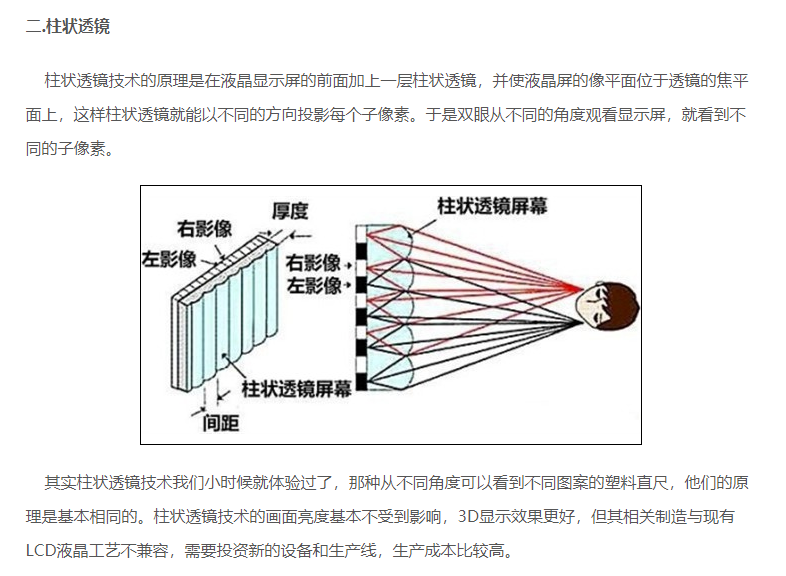 二.柱状透镜
柱状透镜技术的原理是在液晶显示屏的前面加上一层柱状透镜，并使液晶屏的像平面位于透镜的焦平
面上，这样柱状透镜就能以不同的方向投影每个子像素。于是双眼从不同的角度观看显示屏，就看到不
同的子像素。
厚度
右影像
左影像
柱状透镜屏幕
间距
柱状透镜屏幕
右影像
左影像
其实柱状透镜技术我们小时候就体验过了，那种从不同角度可以看到不同图案的塑料直尺，他们的原
理是基本相同的。柱状透镜技术的画面亮度基本不受到影响，3D显示效果更好，但其相关制造与现有
LCD液晶工艺不兼容，需要投资新的设备和生产线，生产成本比较高。